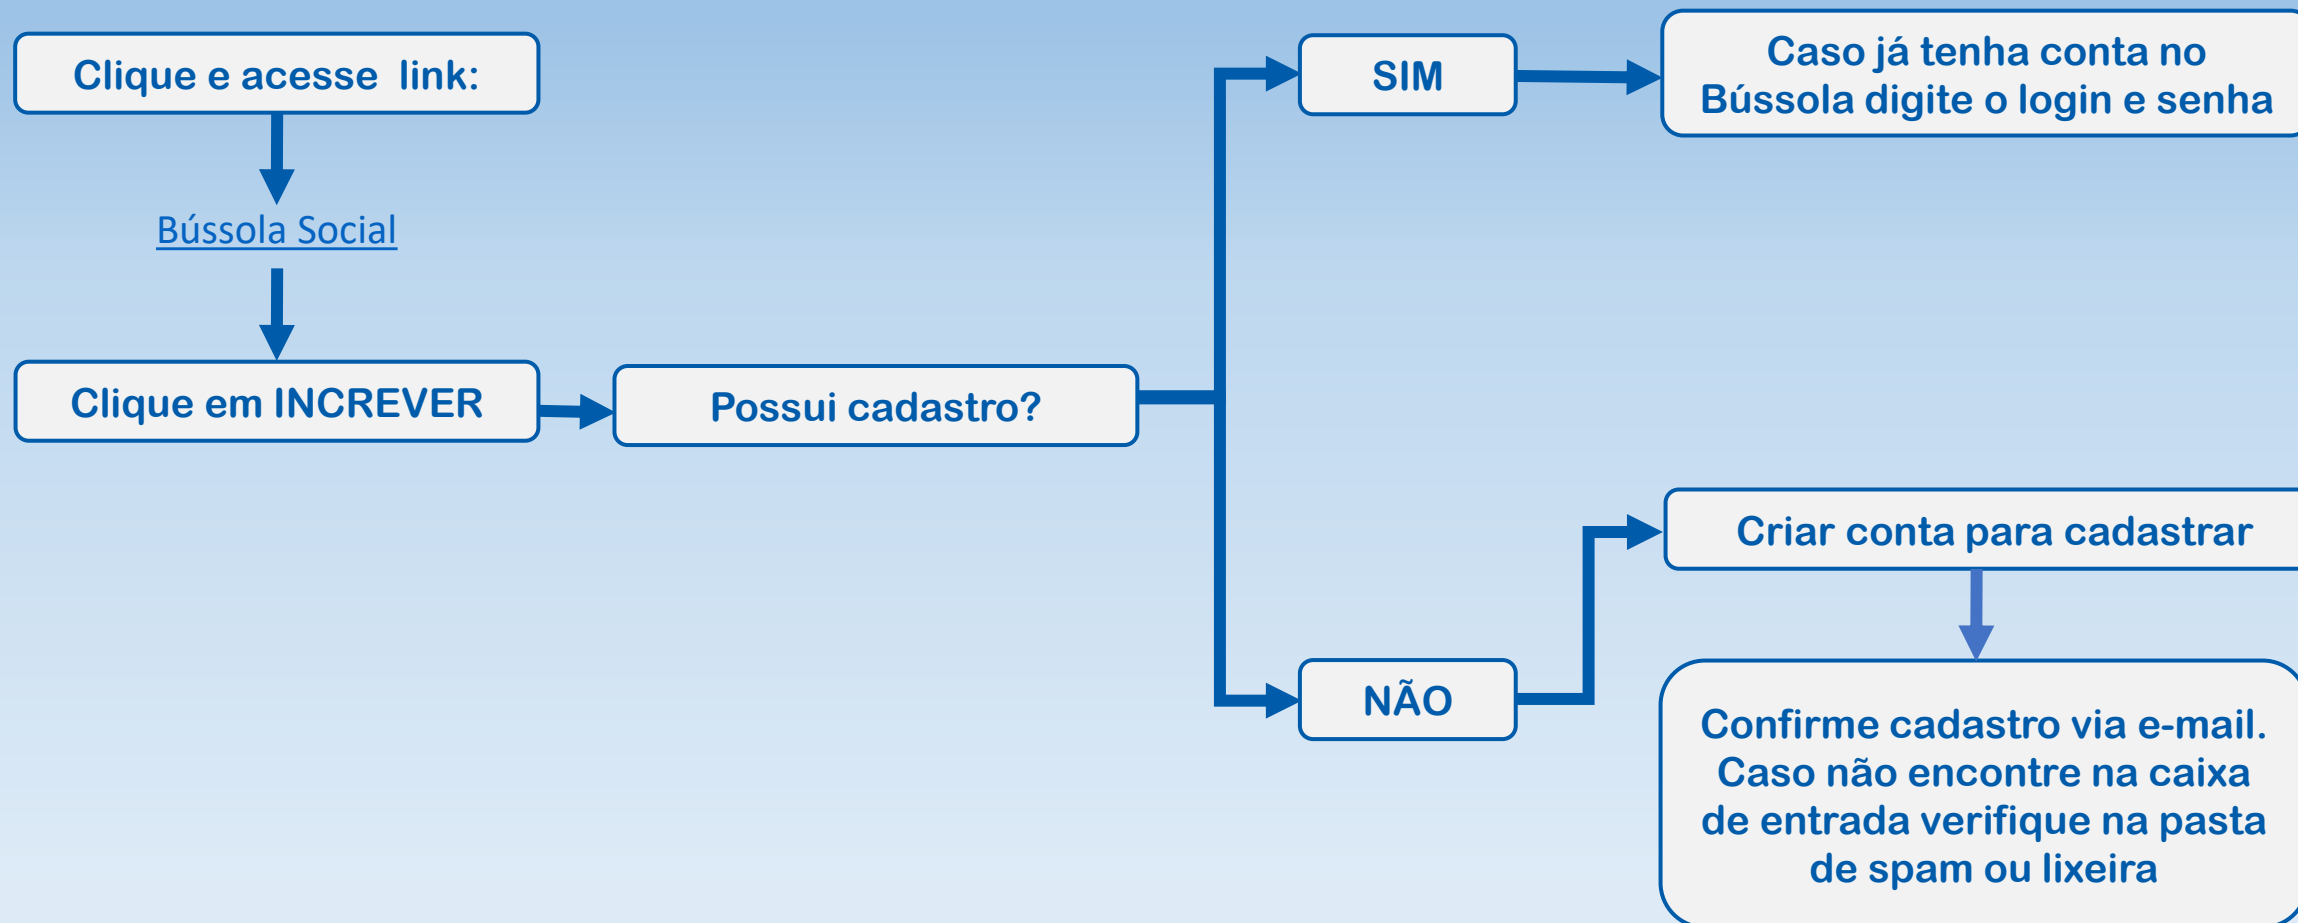 Clique e acesse link:
Bússola Social
Clique em INCREVER
Possui cadastro?
SIM
Caso já tenha conta no
Bússola digite o login e senha
NÃO
Criar conta para cadastrar
Confirme cadastro via e-mail.
Caso não encontre na caixa
de entrada verifique na pasta
de spam ou lixeira